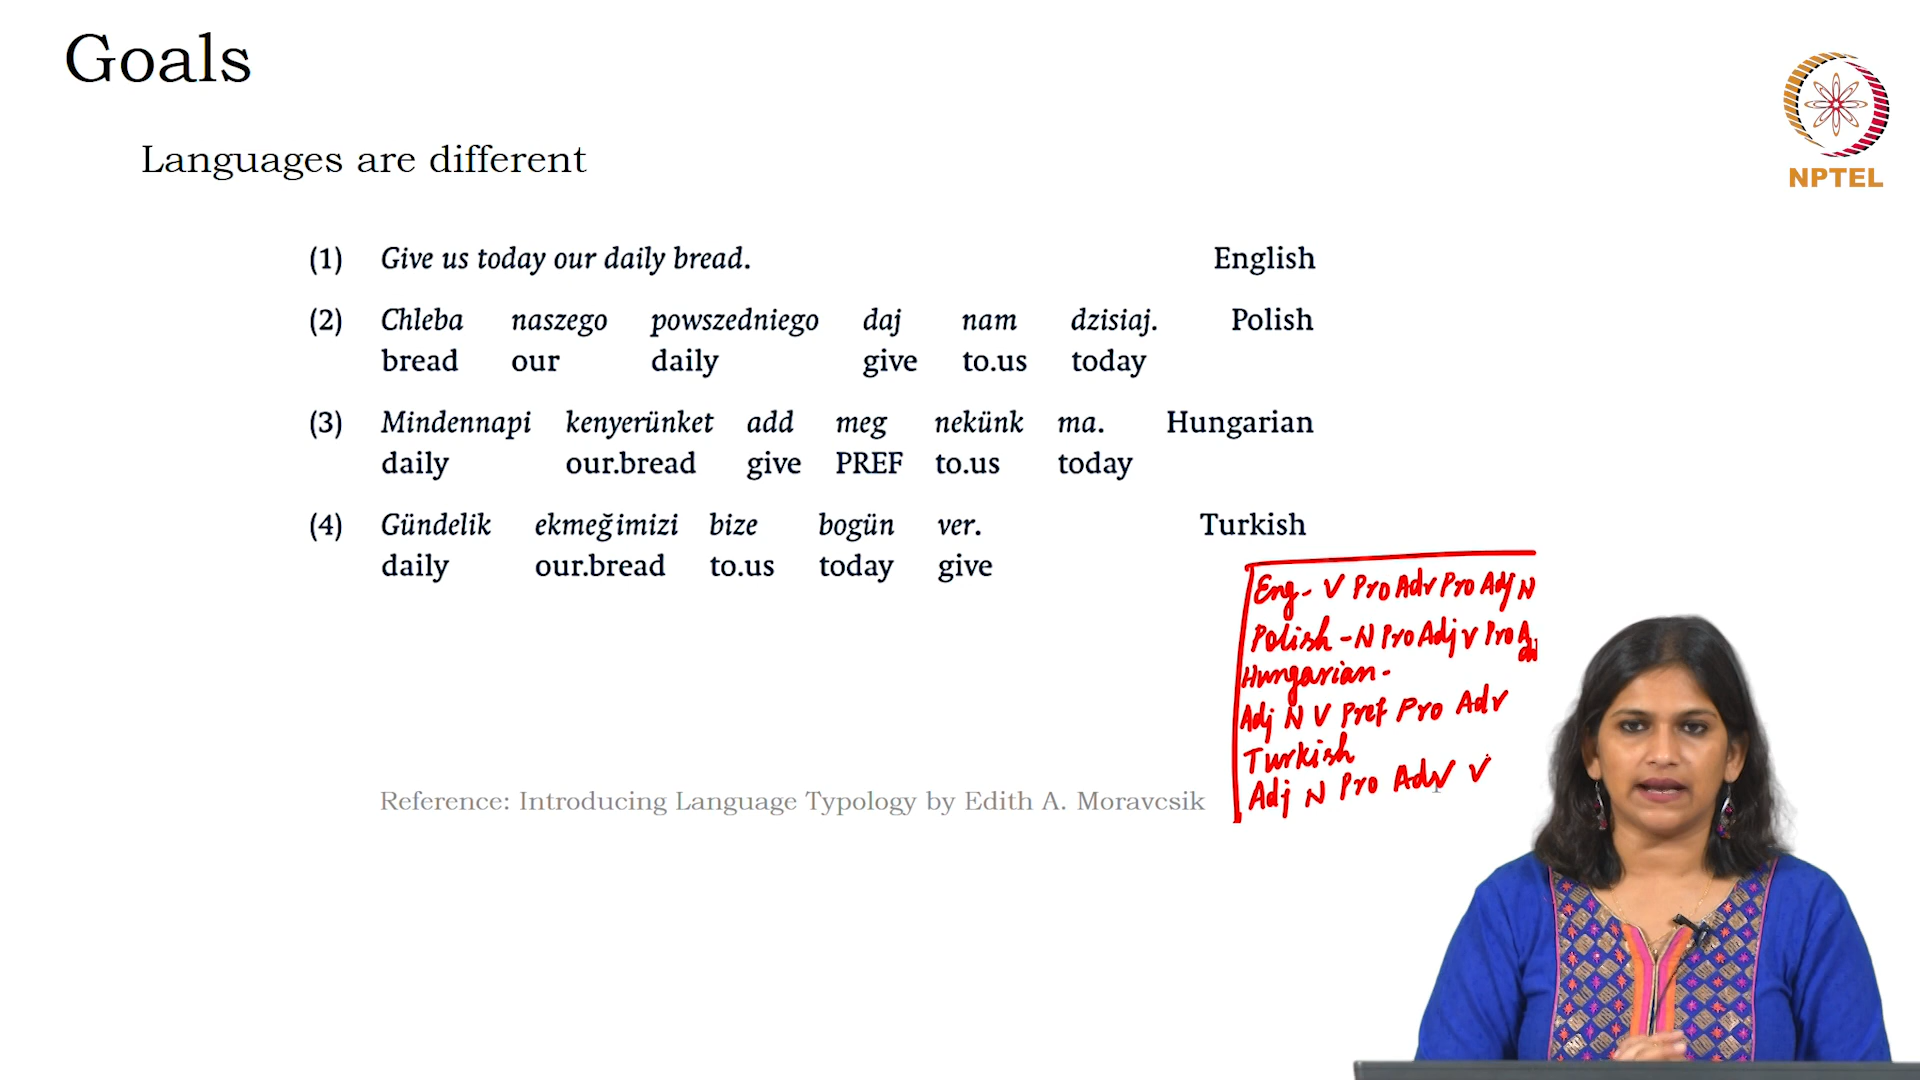 Goals
NPTEL
Languages are different
(1) Give us today our daily bread. English
(2) Chleba naszego powszedniego daj nam dzisiaj. Polish
bread our daily give to.us today
(3) Mindennapi kenyerünket add meg nekünk ma. Hungarian
daily our.bread give PREF to.us today
(4) Gündelik ekmeğimizi bize bogün ver. Turkish
daily our.bread to.us today give
Eng - V Pro Adv Pro Adj N
Polish - N Pro Adj V Pro
Hungarian -
Adj N V Pref Pro Adv
Turkish
Adj N Pro Adv V
Reference: Introducing Language Typology by Edith A. Moravcsik